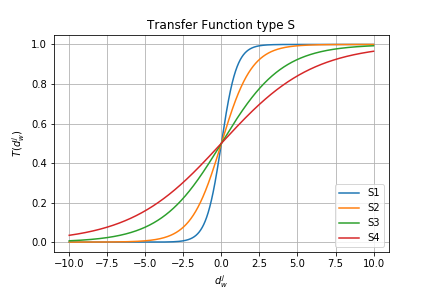 Transfer Function type S
T(d_w^j)
1.0
0.8
0.6
0.4
0.2
0.0
S1
S2
S3
S4
−10.0 −7.5 −5.0 −2.5 0.0 2.5 5.0 7.5 10.0
d_w^j